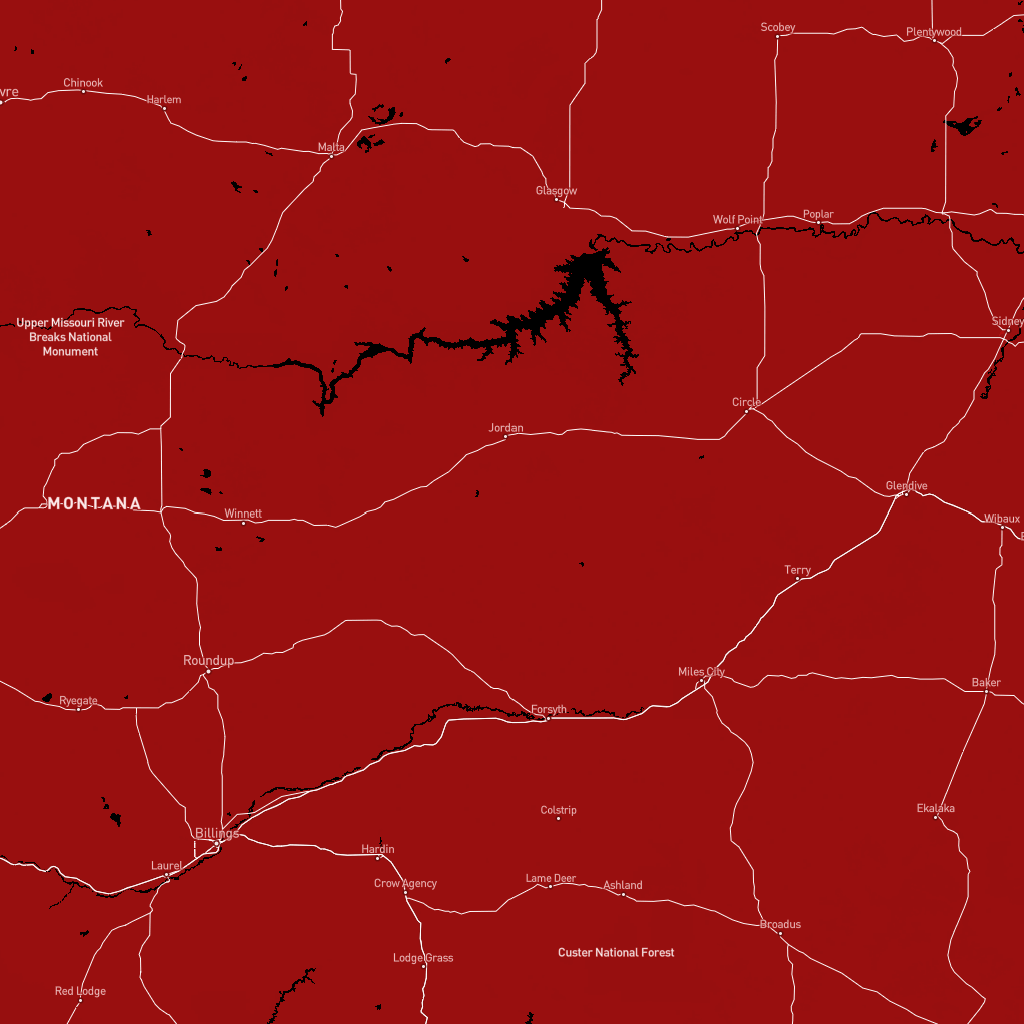 Scobey
Plentywood
Chinook
vre
Harlem
Malta
Glasgow
Wolf Point
Poplar
Upper Missouri River
Breaks National
Monument
Sidney
Circle
Jordan
MONTANA
Glendive
Winnett
Wibaux
Terry
Roundup
Miles City
Baker
Ryegate
Forsyth
Colstrip
Ekalaka
Billings
Hardin
Laurel
Crow Agency
Lame Deer
Ashland
Broadus
Custer National Forest
Lodge Grass
Red Lodge